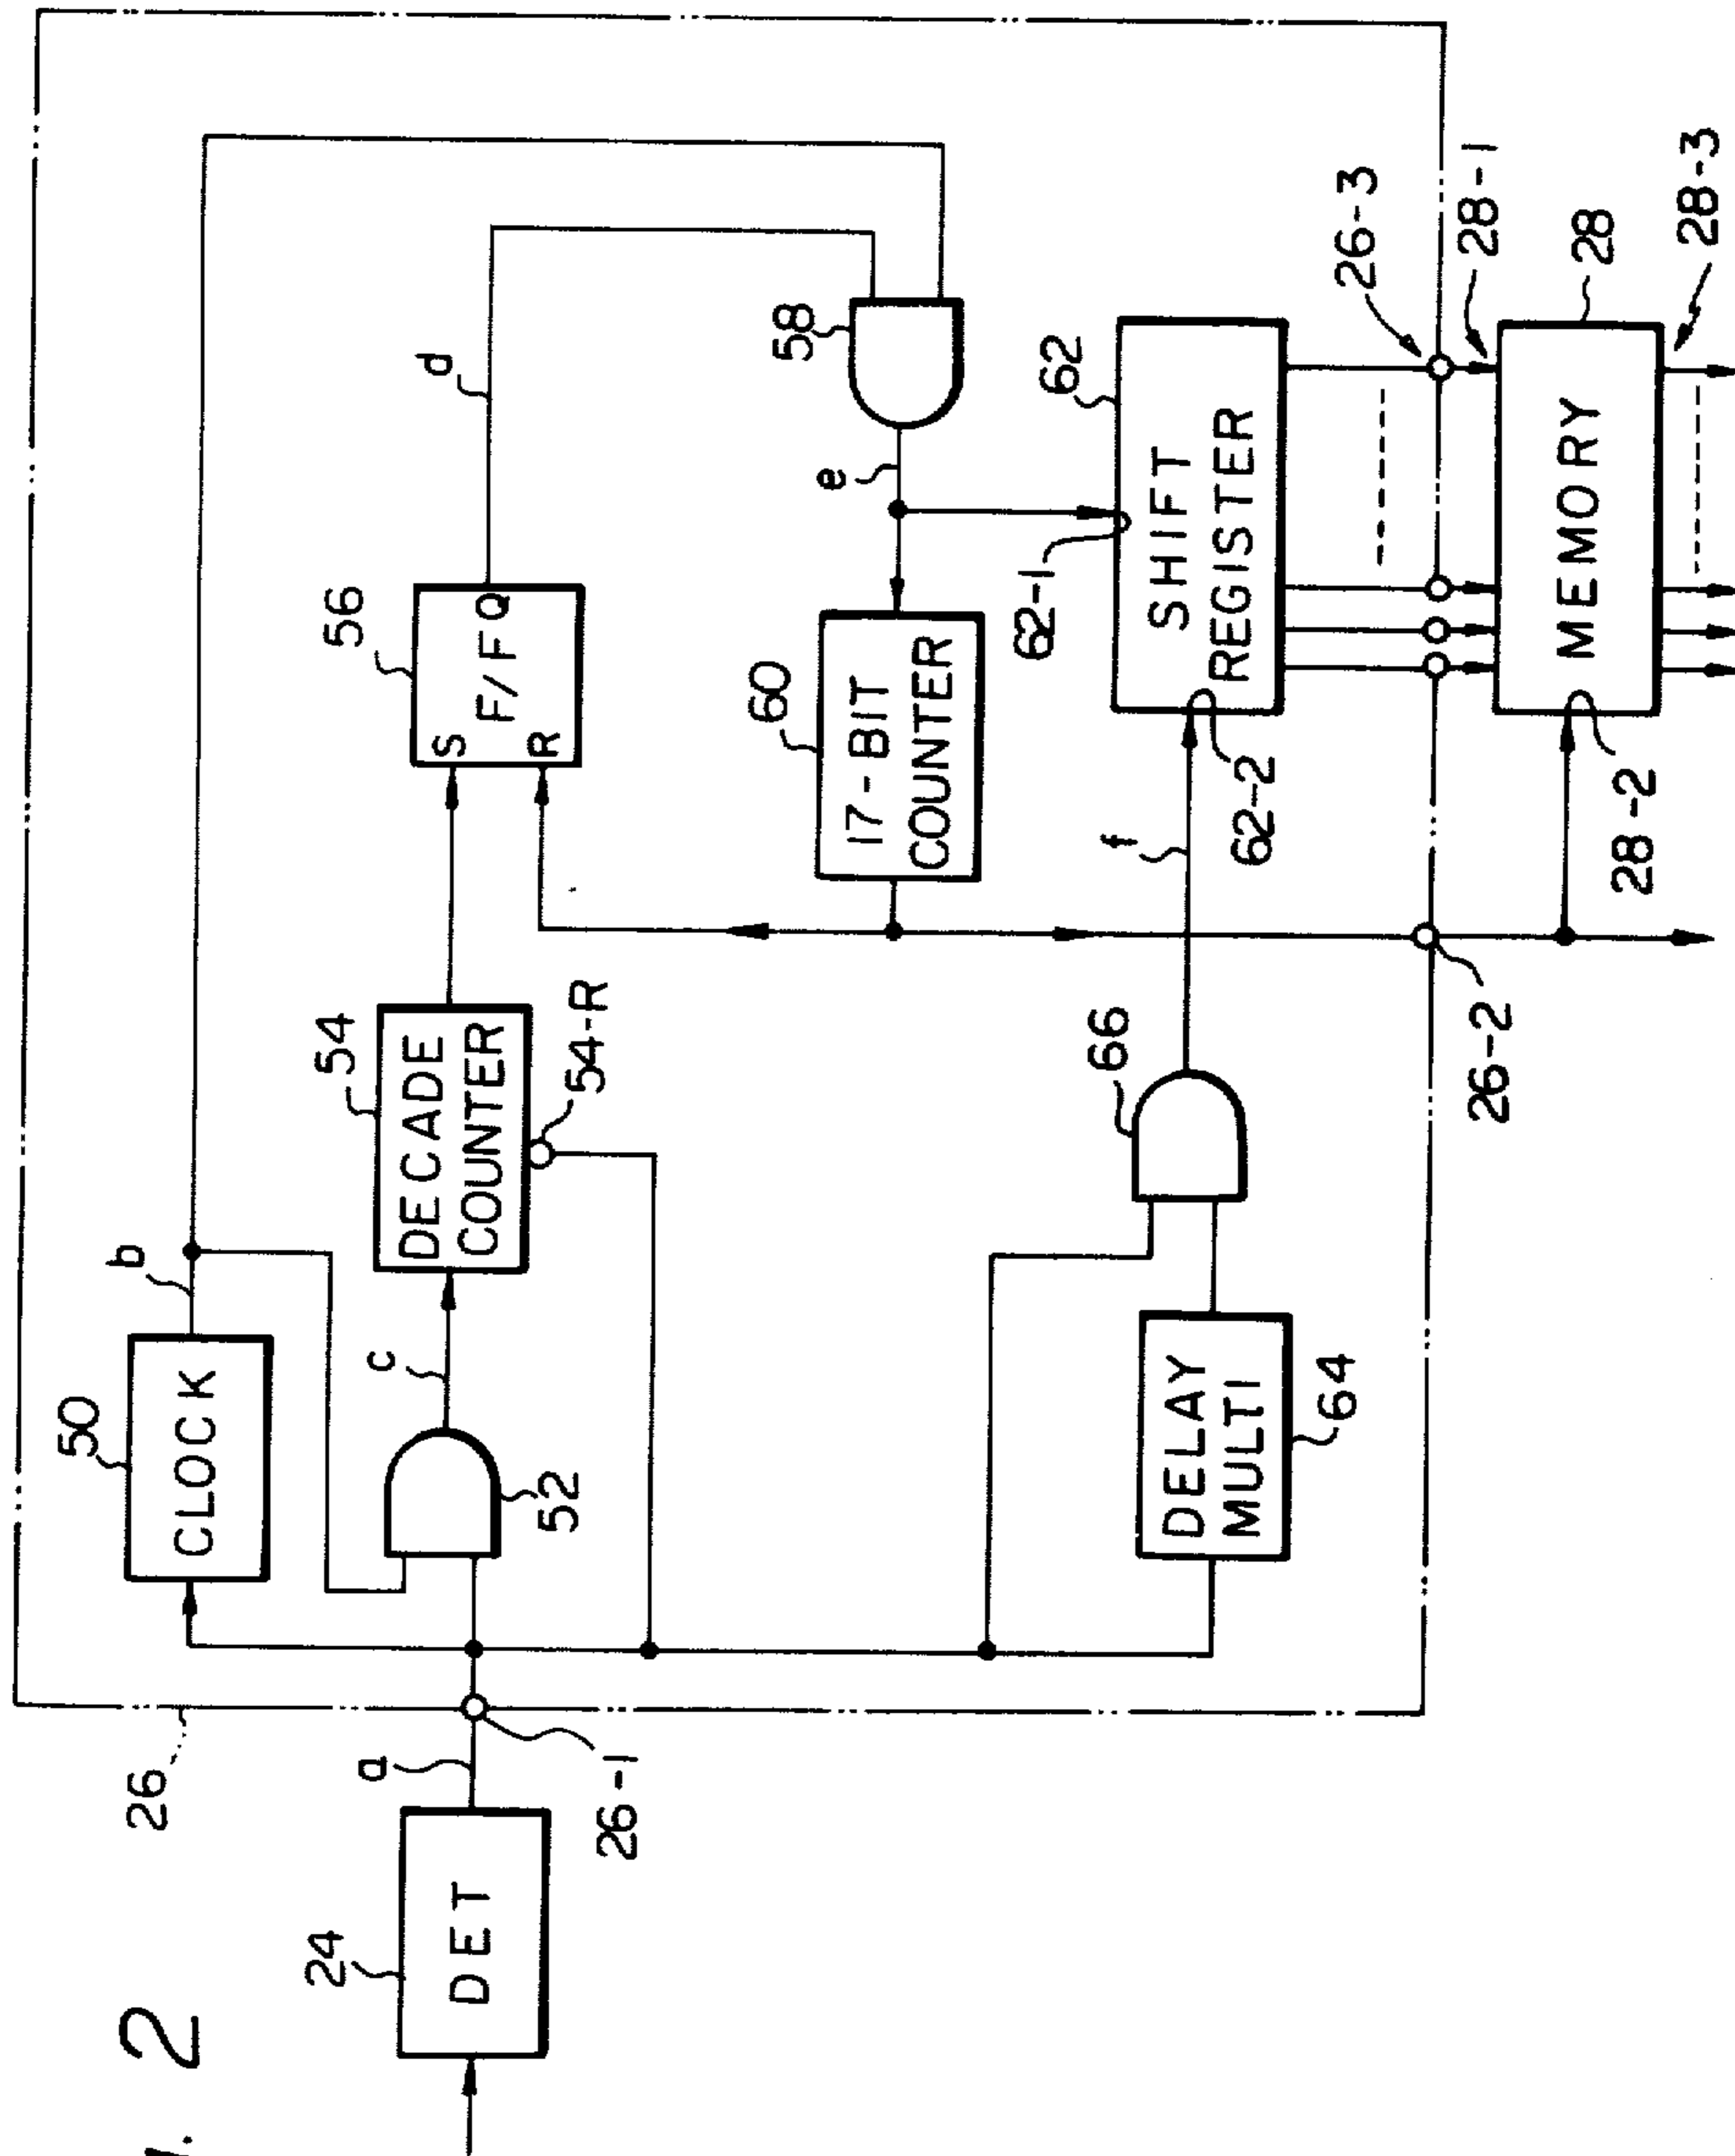 2
24
DET
a
26
26-1
50
CLOCK
b
52
c
54
DECADE
COUNTER
54-R
56
S
F/F Q
R
d
58
e
60
17-BIT
COUNTER
62
62-1
SHIFT
REGISTER
62-2
64
DELAY
MULTI
66
f
26-2
26-3
28-1
28
MEMORY
28-2
28-3